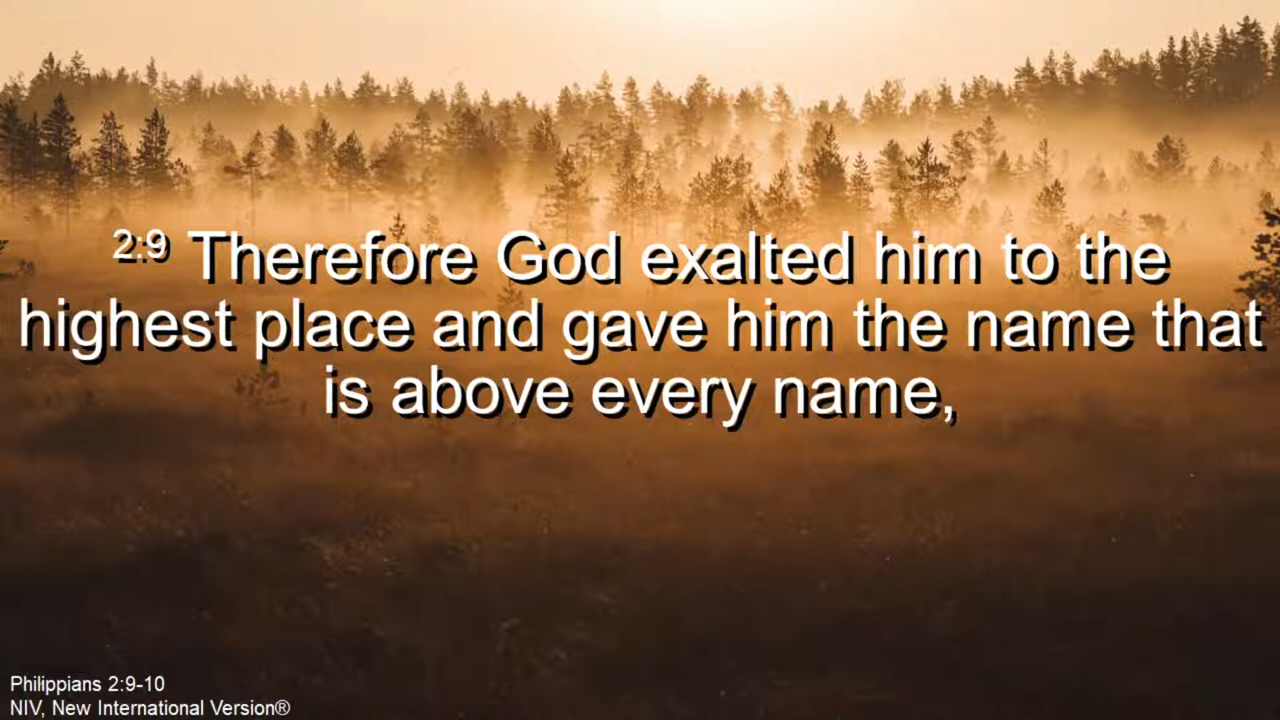 2:9 Therefore God exalted him to the
highest place and gave him the name that
is above every name,
Philippians 2:9-10
NIV, New International Version®